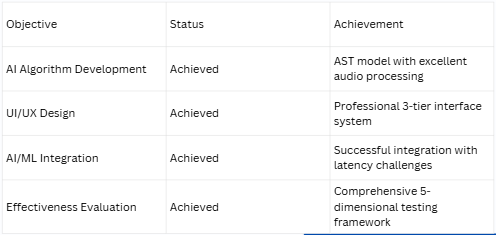 Objective Status Achievement
AI Algorithm Development Achieved AST model with excellent
audio processing
UI/UX Design Achieved Professional 3-tier interface
system
AI/ML Integration Achieved Successful integration with
latency challenges
Effectiveness Evaluation Achieved Comprehensive 5-
dimensional testing
framework